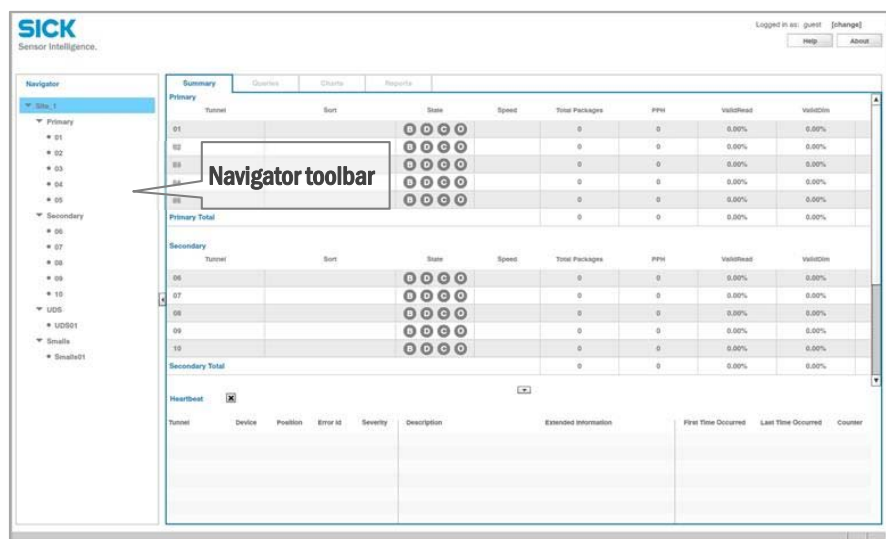 SICK
Sensor Intelligence.
Logged in as: guest [change]
Help About
Navigator
Site_1
Primary
01
02
03
04
05
Secondary
06
07
08
09
10
UDS
UDS01
Smalls
Smalls01
Summary Queries Charts Reports
Primary
Tunnel Sort State Speed Total Packages PPH ValidRead ValidDim
01 B D C O 0 0 0.00% 0.00%
02 B D C O 0 0 0.00% 0.00%
03 B D C O 0 0 0.00% 0.00%
04 B D C O 0 0 0.00% 0.00%
05 B D C O 0 0 0.00% 0.00%
Primary Total 0 0 0.00% 0.00%
Navigator toolbar
Secondary
Tunnel Sort State Speed Total Packages PPH ValidRead ValidDim
06 B D C O 0 0 0.00% 0.00%
07 B D C O 0 0 0.00% 0.00%
08 B D C O 0 0 0.00% 0.00%
09 B D C O 0 0 0.00% 0.00%
10 B D C O 0 0 0.00% 0.00%
Secondary Total 0 0 0.00% 0.00%
Heartbeat
Tunnel Device Position Error Id Severity Description Extended Information First Time Occurred Last Time Occurred Counter